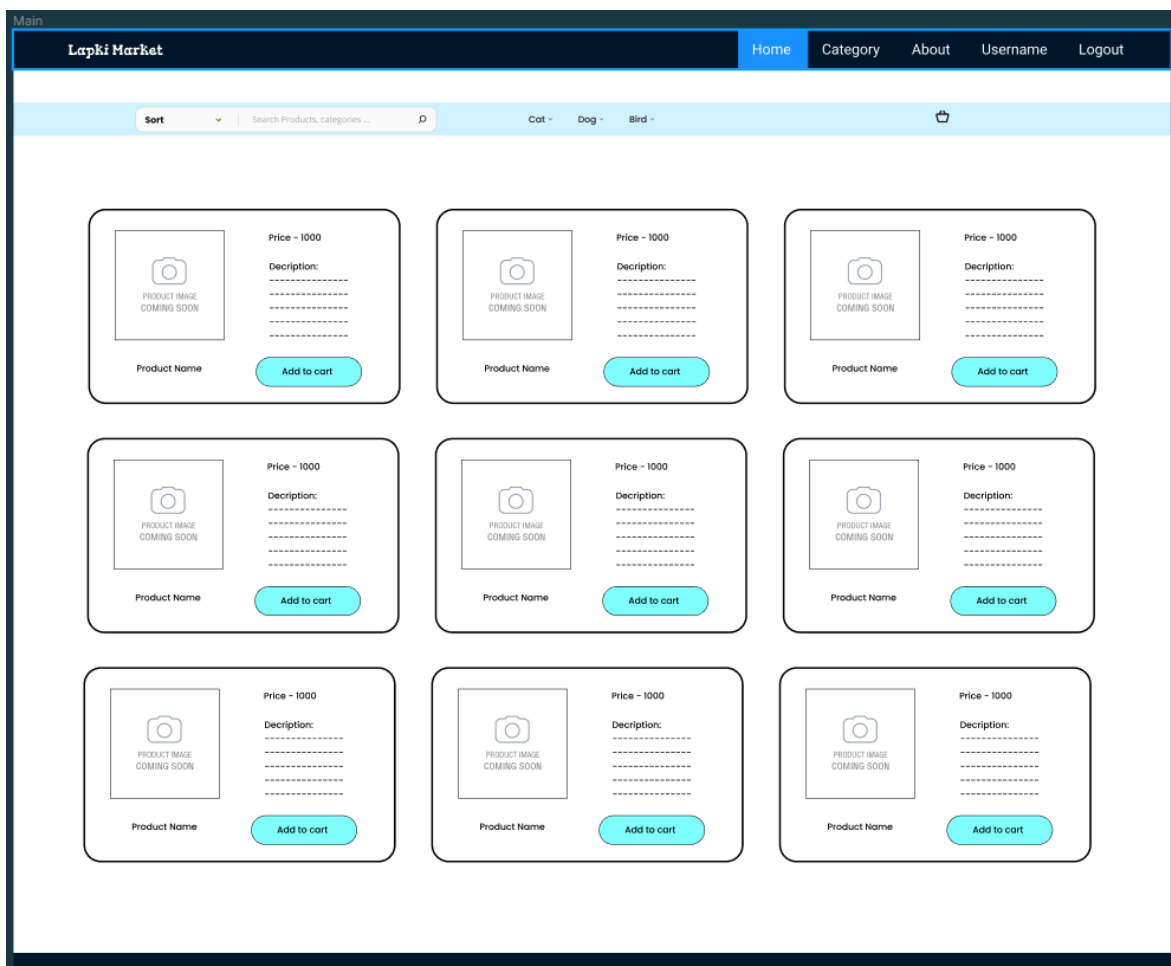 Main
Lapki Market Home Category About Username Logout
Sort Search Products, categories ... Cat Dog Bird
Price - 1000 Price - 1000 Price - 1000
Decription: Decription: Decription:
PRODUCT IMAGE PRODUCT IMAGE PRODUCT IMAGE
COMING SOON COMING SOON COMING SOON
Product Name Add to cart Product Name Add to cart Product Name Add to cart
Price - 1000 Price - 1000 Price - 1000
Decription: Decription: Decription:
PRODUCT IMAGE PRODUCT IMAGE PRODUCT IMAGE
COMING SOON COMING SOON COMING SOON
Product Name Add to cart Product Name Add to cart Product Name Add to cart
Price - 1000 Price - 1000 Price - 1000
Decription: Decription: Decription:
PRODUCT IMAGE PRODUCT IMAGE PRODUCT IMAGE
COMING SOON COMING SOON COMING SOON
Product Name Add to cart Product Name Add to cart Product Name Add to cart